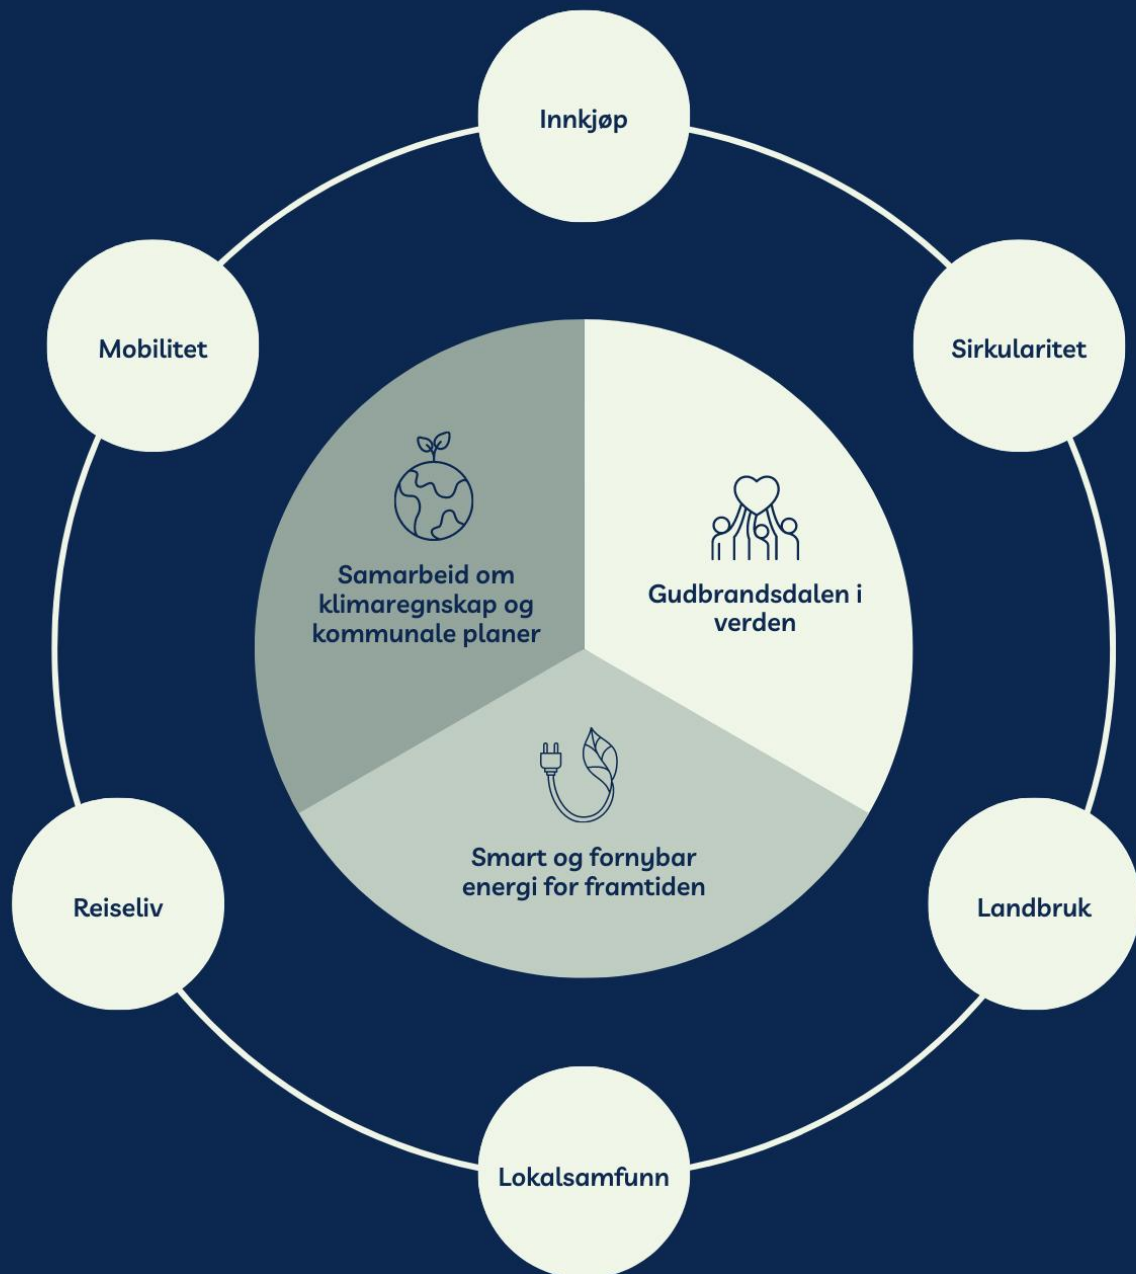 Innkjøp
Mobilitet
Sirkularitet
Samarbeid om
klimaregnskap og
kommunale planer
Gudbrandsdalen i
verden
Smart og fornybar
energi for framtiden
Reiseliv
Landbruk
Lokalsamfunn